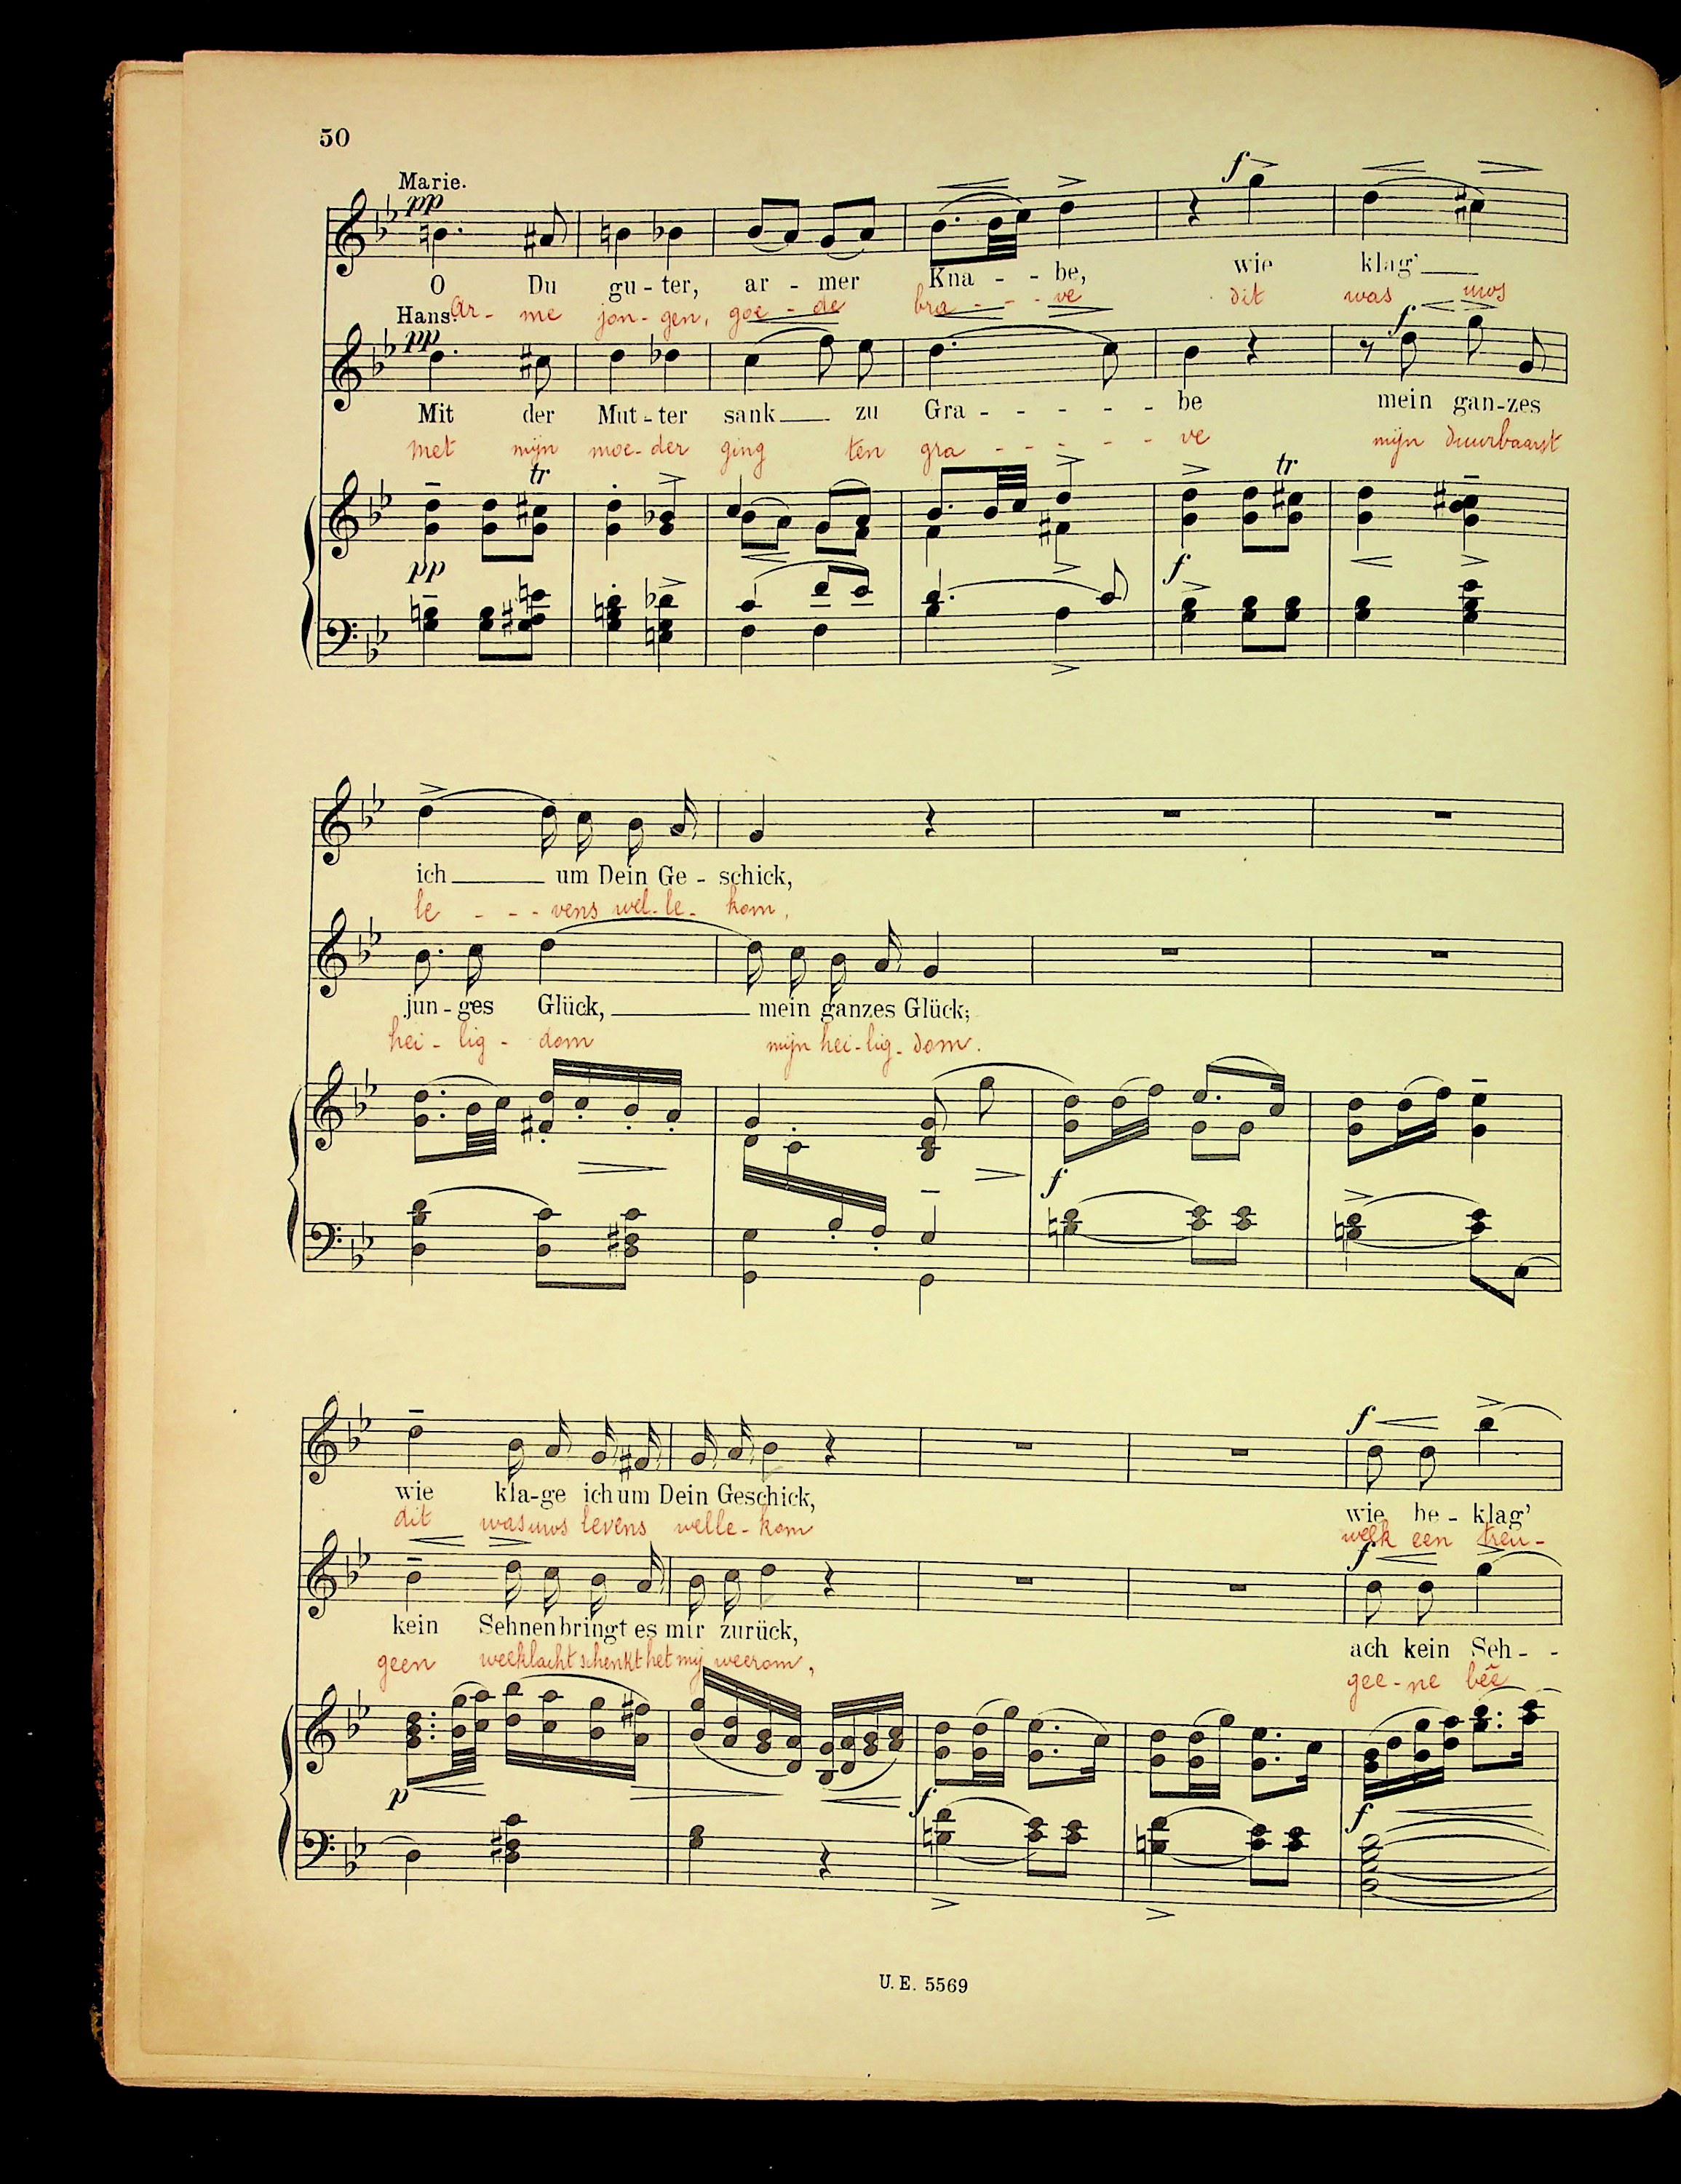 50
Marie.
pp
f
O Du gu - ter, ar - mer Kna - - be, wie klag'
Ar - me jon - gen, goe - de bra - - - ve dit was uws
Hans.
pp
f
Mit der Mut - ter sank zu Gra - - - - - be mein gan - zes
met mijn moe - der ging ten gra - - - - - ve mijn duurbaarst
tr tr
pp f
ich um Dein Ge - schick,
le - - - vens wel - le - kom,
jun - ges Glück, mein ganzes Glück;
hei - lig - dom mijn hei - lig - dom.
f
f
wie kla - ge ich um Dein Geschick, wie be - klag'
dit was uws levens welle - kom welk een treu -
f
kein Sehnen bringt es mir zurück, ach kein Seh - -
geen weeklacht schenkt het mij weerom, gee - ne beê
p f f
U. E. 5569